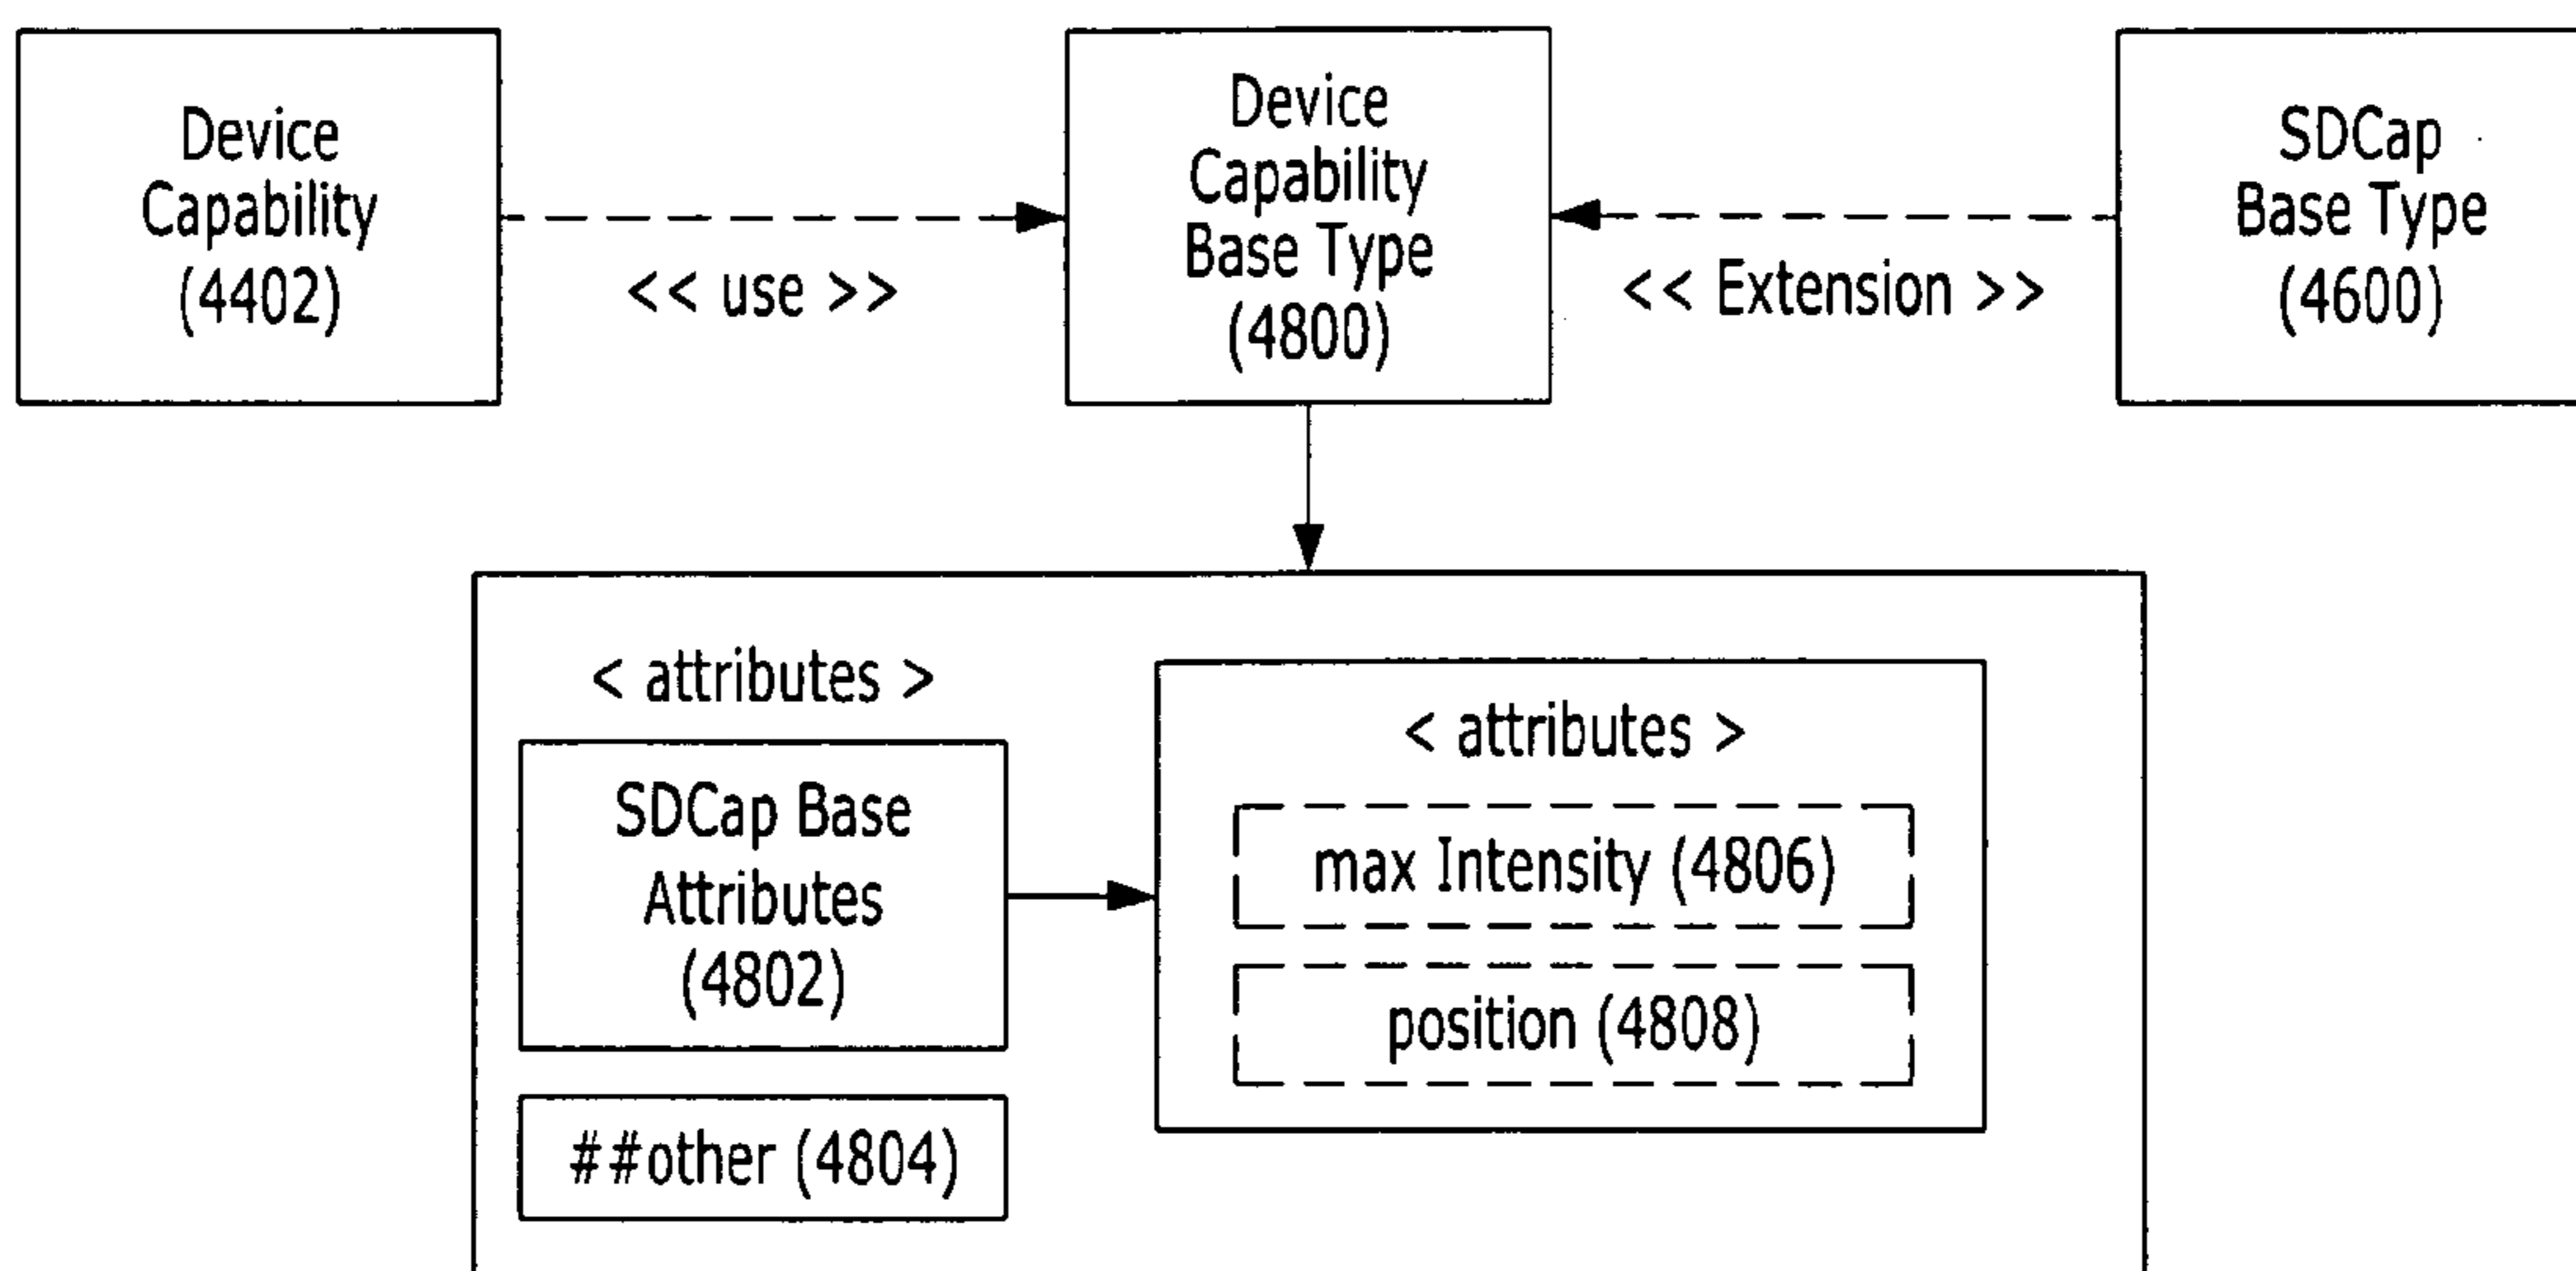 Device
Capability
(4402)
<< use >>
Device
Capability
Base Type
(4800)
<< Extension >>
SDCap
Base Type
(4600)
< attributes >
SDCap Base
Attributes
(4802)
##other (4804)
< attributes >
max Intensity (4806)
position (4808)